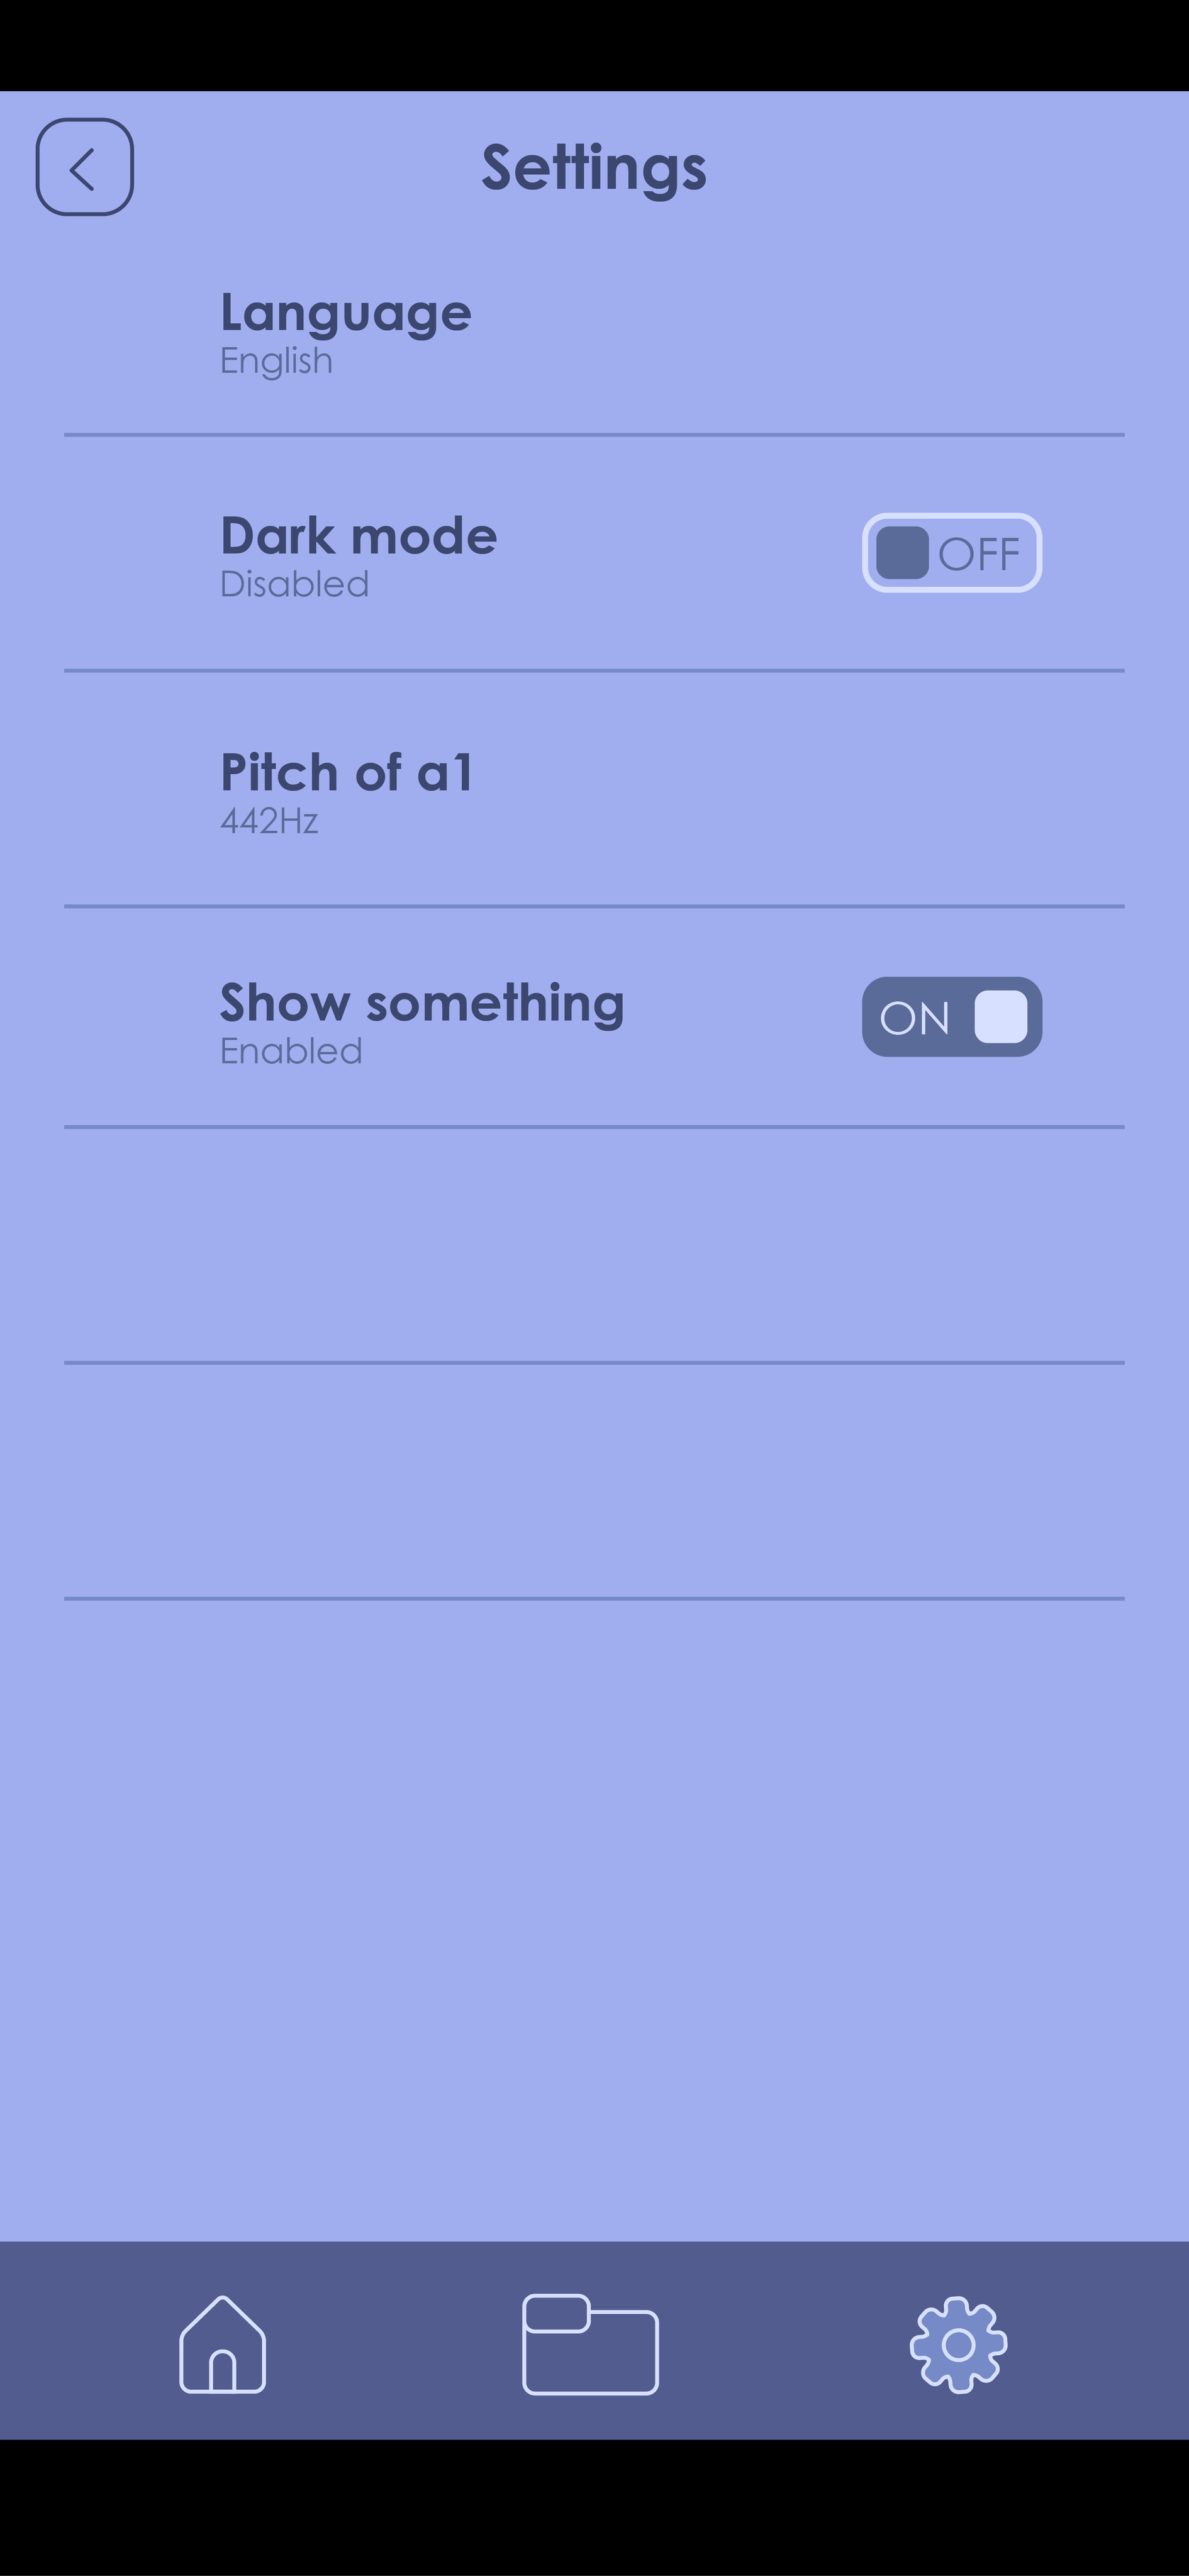 Settings
Language
English
Dark mode
Disabled
OFF
Pitch of a1
442Hz
Show something
Enabled
ON